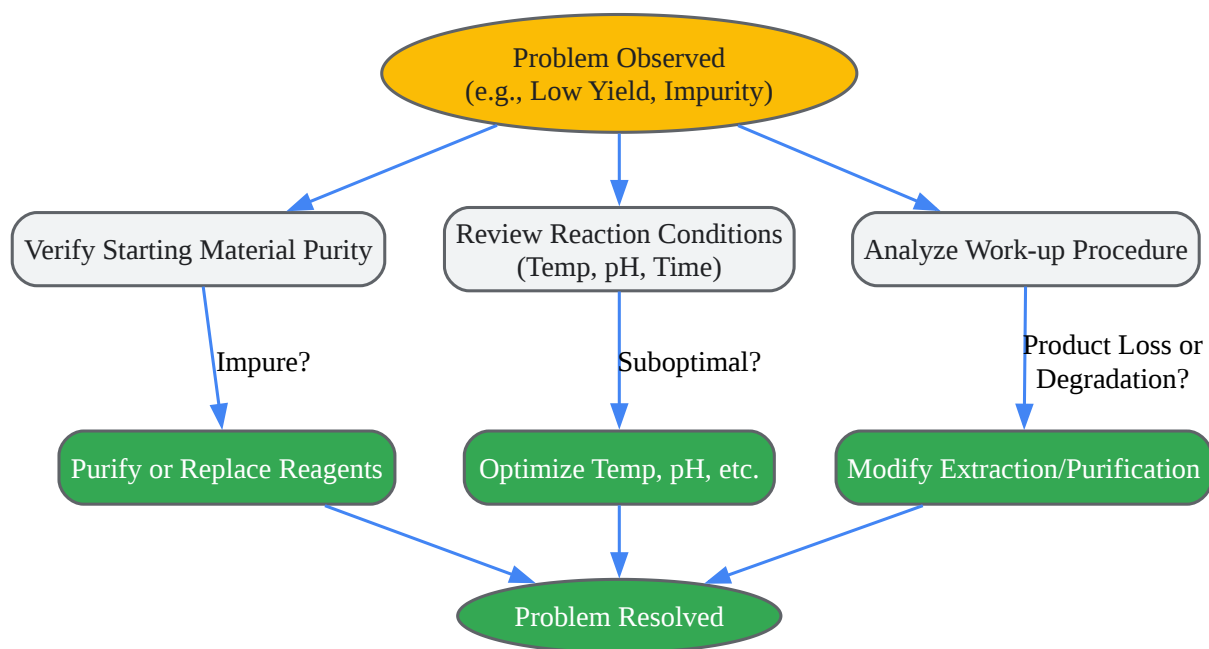 Problem Observed
(e.g., Low Yield, Impurity)
Verify Starting Material Purity
Review Reaction Conditions
(Temp, pH, Time)
Analyze Work-up Procedure
Impure?
Suboptimal?
Product Loss or
Degradation?
Purify or Replace Reagents
Optimize Temp, pH, etc.
Modify Extraction/Purification
Problem Resolved